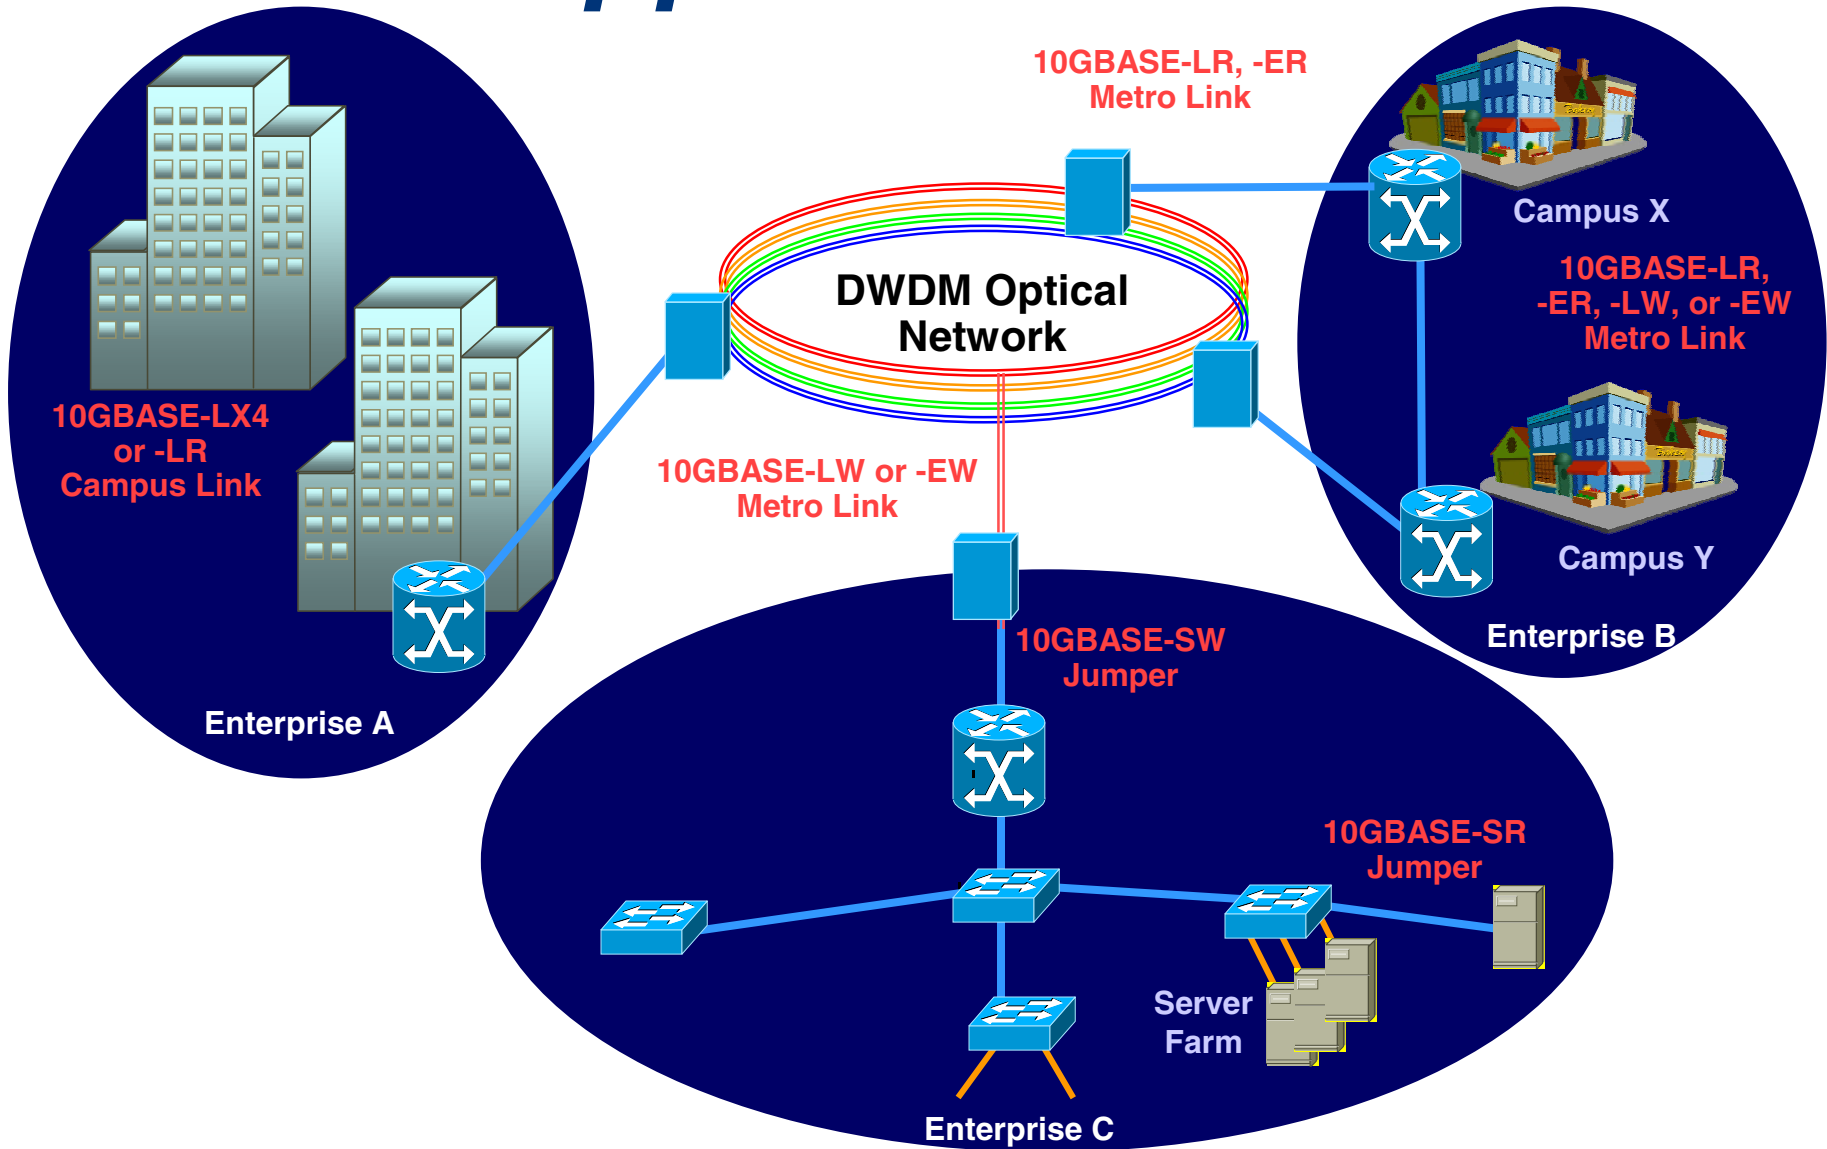 10GBASE-LR, -ER
Metro Link
Campus X
10GBASE-LR,
-ER, -LW, or -EW
Metro Link
DWDM Optical
Network
10GBASE-LX4
or -LR
Campus Link
10GBASE-LW or -EW
Metro Link
Campus Y
Enterprise B
10GBASE-SW
Jumper
Enterprise A
10GBASE-SR
Jumper
Server
Farm
Enterprise C